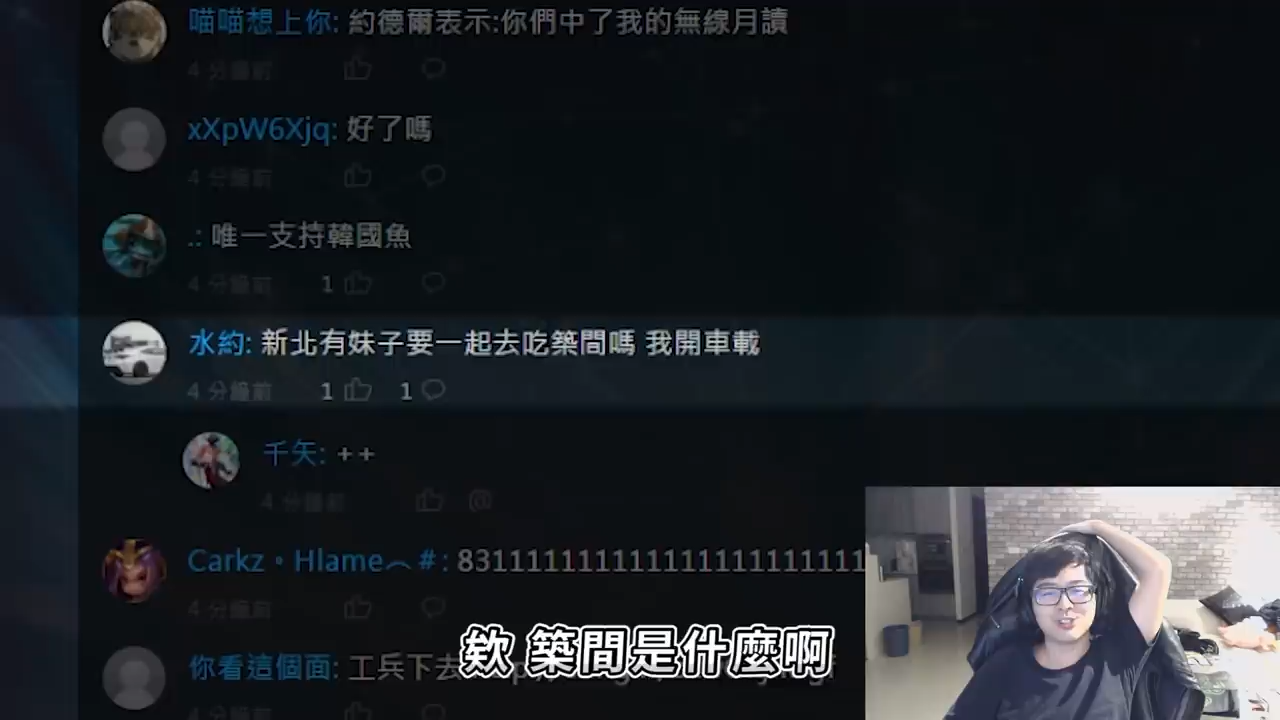 喵喵想上你: 約德爾表示:你們中了我的無線月讀
4 分鐘前
xXpW6Xjq: 好了嗎
4 分鐘前
.: 唯一支持韓國魚
4 分鐘前 1
水約: 新北有妹子要一起去吃築間嗎 我開車載
4 分鐘前 1 1
千矢: ++
4 分鐘前 @
Carkz。Hlame︵#: 83111111111111111111111111
4 分鐘前
你看這個面: 工兵下去
欸 築間是什麼啊
4 分鐘前